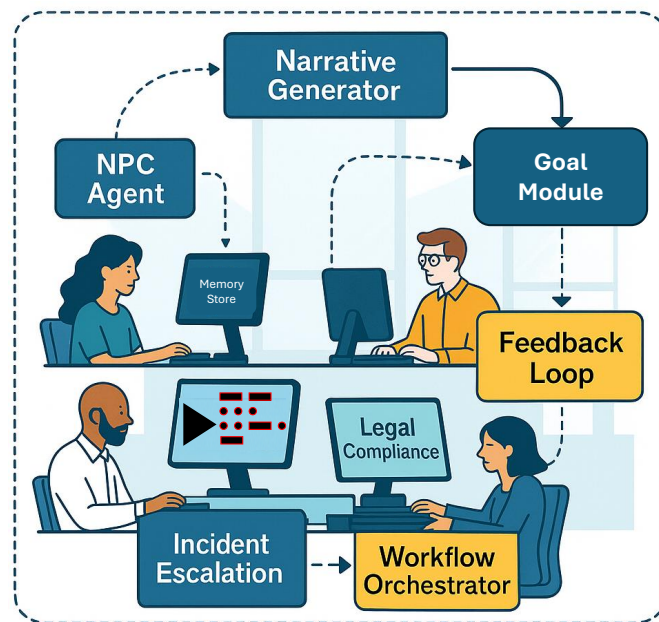 Narrative
Generator
NPC
Agent
Goal
Module
Memory
Store
Feedback
Loop
Legal
Compliance
Incident
Escalation
Workflow
Orchestrator